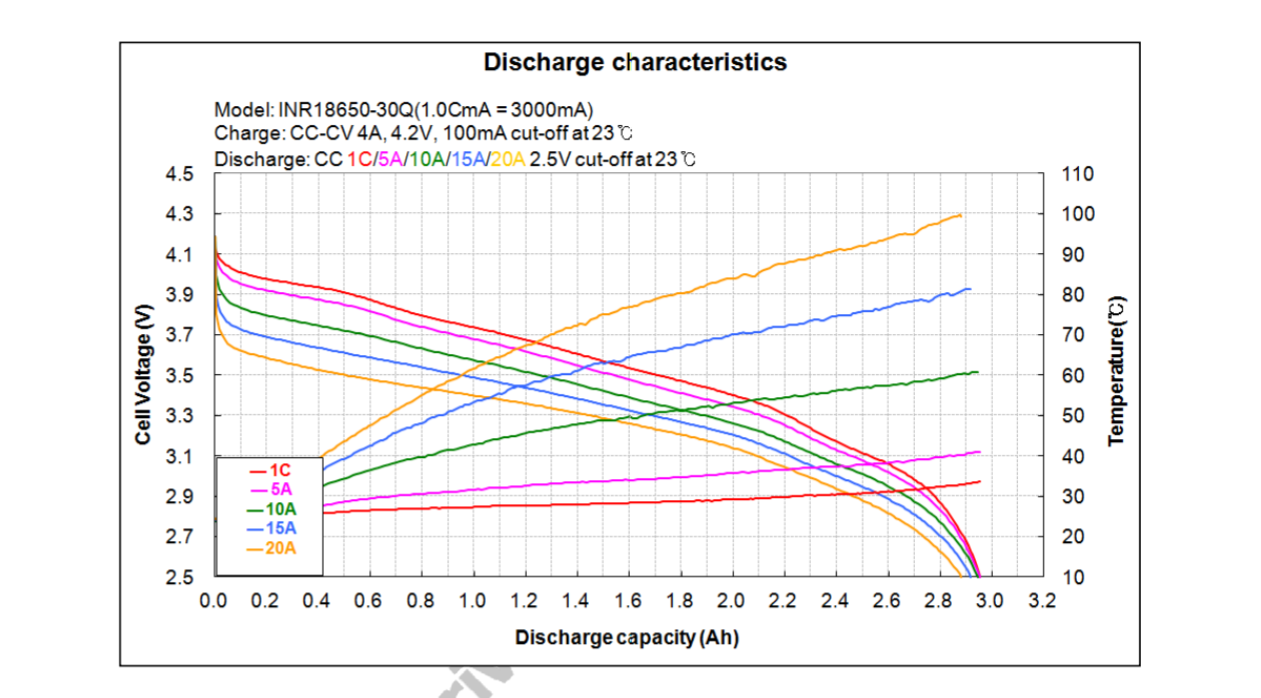 Discharge characteristics
Model: INR18650-30Q(1.0CmA = 3000mA)
Charge: CC-CV 4A, 4.2V, 100mA cut-off at 23℃
Discharge: CC 1C/5A/10A/15A/20A 2.5V cut-off at 23℃
4.5
4.3
4.1
3.9
3.7
3.5
3.3
3.1
2.9
2.7
2.5
Cell Voltage (V)
110
100
90
80
70
60
50
40
30
20
10
Temperature(℃)
1C
5A
10A
15A
20A
0.0 0.2 0.4 0.6 0.8 1.0 1.2 1.4 1.6 1.8 2.0 2.2 2.4 2.6 2.8 3.0 3.2
Discharge capacity (Ah)